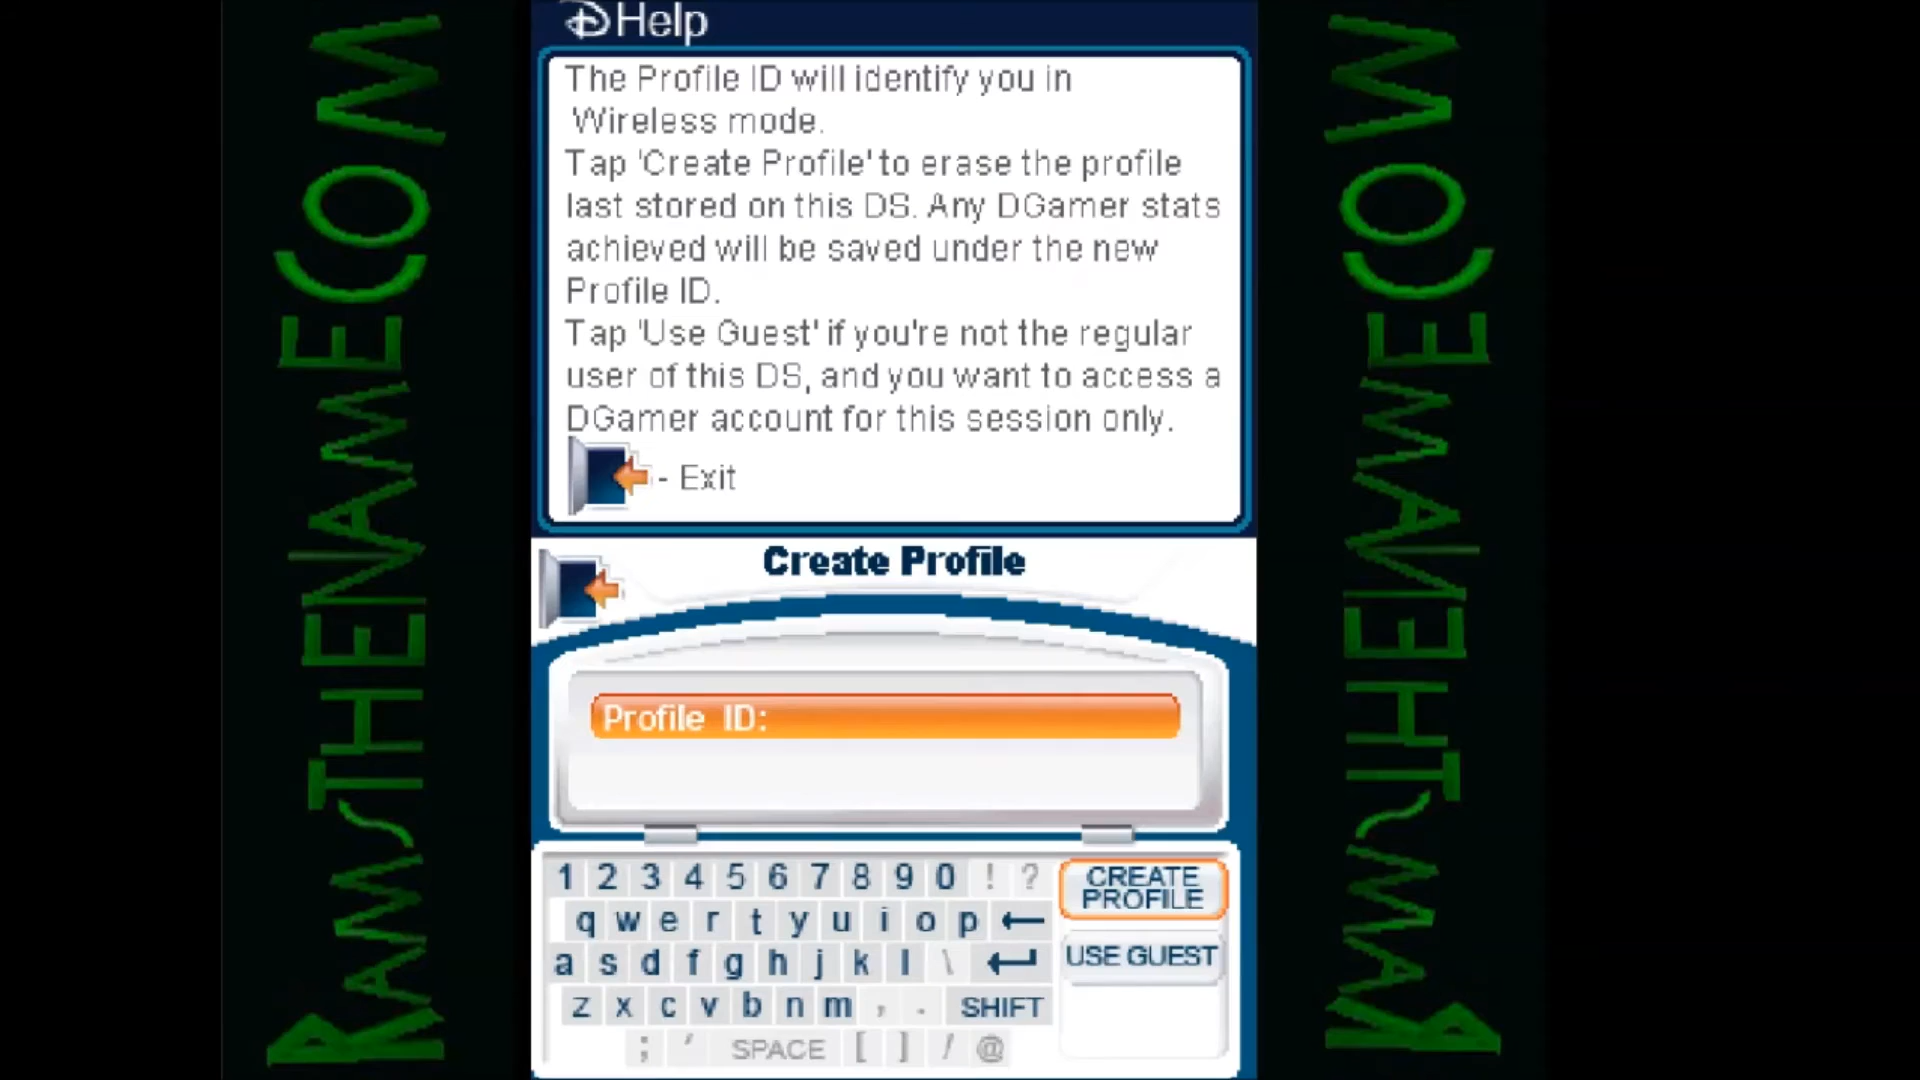 RAWSTHENAMECOM
Help
The Profile ID will identify you in
Wireless mode.
Tap 'Create Profile' to erase the profile
last stored on this DS. Any DGamer stats
achieved will be saved under the new
Profile ID.
Tap 'Use Guest' if you're not the regular
user of this DS, and you want to access a
DGamer account for this session only.
- Exit
Create Profile
Profile ID:
1 2 3 4 5 6 7 8 9 0 ! ?
q w e r t y u i o p ←
a s d f g h j k l \ ↵
z x c v b n m , . SHIFT
; ' SPACE [ ] / @
CREATE
PROFILE
USE GUEST
RAWSTHENAMECOM